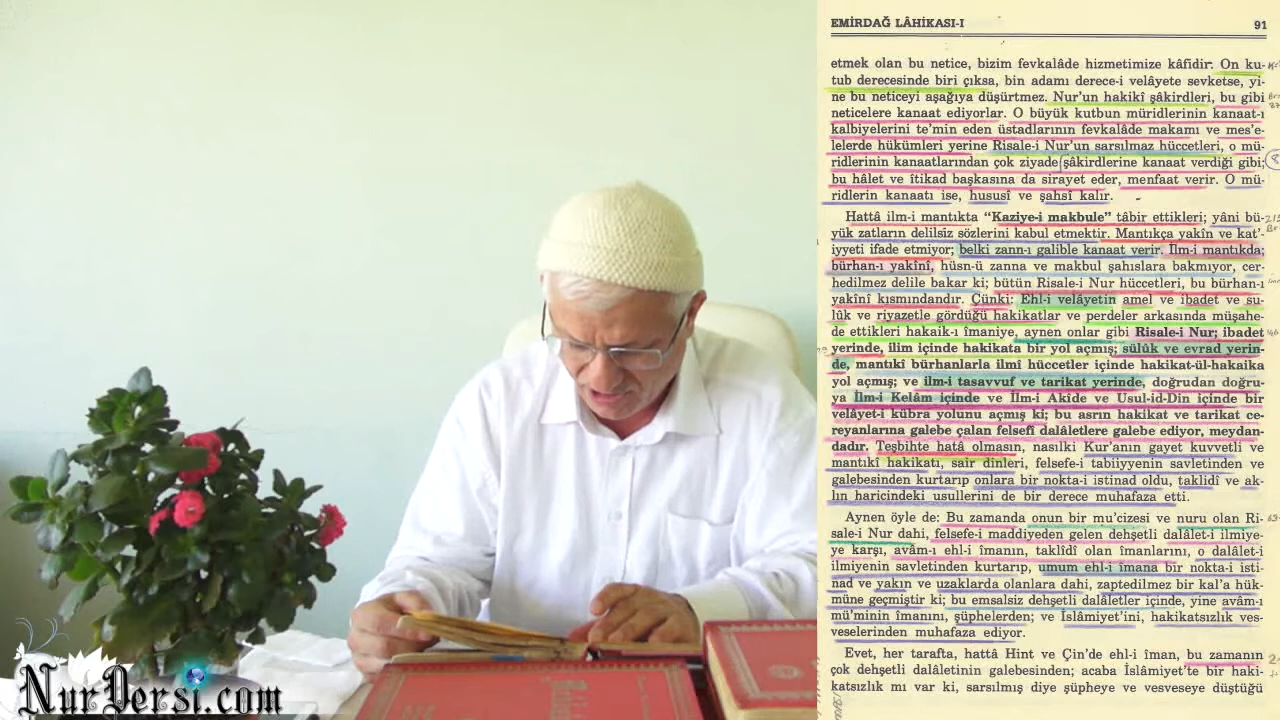 EMİRDAĞ LÂHİKASI-I 91
etmek olan bu netice, bizim fevkalâde hizmetimize kâfidir. On ku-
tub derecesinde biri çıksa, bin adamı derece-i velâyete sevketse, yi-
ne bu neticeyi aşağıya düşürtmez. Nur'un hakikî şâkirdleri, bu gibi
neticelere kanaat ediyorlar. O büyük kutbun müridlerinin kanaat-ı
kalbiyelerini te'min eden üstadlarının fevkalâde makamı ve mes'e-
lelerde hükümleri yerine Risale-i Nur'un sarsılmaz hüccetleri, o mü-
ridlerinin kanaatlarından çok ziyade şâkirdlerine kanaat verdiği gibi;
bu hâlet ve îtikad başkasına da sirayet eder, menfaat verir. O mü-
ridlerin kanaatı ise, hususî ve şahsî kalır.
Hattâ ilm-i mantıkta "Kaziye-i makbule" tâbir ettikleri; yâni bü-
yük zatların delilsiz sözlerini kabul etmektir. Mantıkça yakîn ve kat'-
iyyeti ifade etmiyor; belki zann-ı galible kanaat verir. İlm-i mantıkda;
bürhan-ı yakînî, hüsn-ü zanna ve makbul şahıslara bakmıyor, cer-
hedilmez delile bakar ki; bütün Risale-i Nur hüccetleri, bu bürhan-ı
yakînî kısmındandır. Çünki: Ehl-i velâyetin amel ve ibadet ve su-
lûk ve riyazetle gördüğü hakikatlar ve perdeler arkasında müşahe-
de ettikleri hakaik-ı îmaniye, aynen onlar gibi Risale-i Nur; ibadet
yerinde, ilim içinde hakikata bir yol açmış; sülûk ve evrad yerin-
de, mantıkî bürhanlarla ilmî hüccetler içinde hakikat-ül-hakaika
yol açmış; ve ilm-i tasavvuf ve tarikat yerinde, doğrudan doğru-
ya İlm-i Kelâm içinde ve İlm-i Akîde ve Usul-id-Din içinde bir
velâyet-i kübra yolunu açmış ki; bu asrın hakikat ve tarikat ce-
reyanlarına galebe çalan felsefî dalâletlere galebe ediyor, meydan-
dadır. Teşbihte hatâ olmasın, nasılki Kur'anın gayet kuvvetli ve
mantıkî hakikatı, sair dinleri, felsefe-i tabiiyyenin savletinden ve
galebesinden kurtarıp onlara bir nokta-i istinad oldu, taklidî ve ak-
lın haricindeki usullerini de bir derece muhafaza etti.
Aynen öyle de: Bu zamanda onun bir mu'cizesi ve nuru olan Ri-
sale-i Nur dahi, felsefe-i maddiyeden gelen dehşetli dalâlet-i ilmiye-
ye karşı, avâm-ı ehl-i îmanın, taklîdî olan îmanlarını, o dalâlet-i
ilmiyenin savletinden kurtarıp, umum ehl-i îmana bir nokta-i isti-
nad ve yakın ve uzaklarda olanlara dahi, zaptedilmez bir kal'a hük-
müne geçmiştir ki; bu emsalsiz dehşetli dalâletler içinde, yine avâm-ı
mü'minin îmanını, şüphelerden; ve İslâmiyet'ini, hakikatsızlık ves-
veselerinden muhafaza ediyor.
Evet, her tarafta, hattâ Hint ve Çin'de ehl-i îman, bu zamanın
çok dehşetli dalâletinin galebesinden; acaba İslâmiyet'te bir haki-
katsızlık mı var ki, sarsılmış diye şüpheye ve vesveseye düştüğü
NurDersi.com